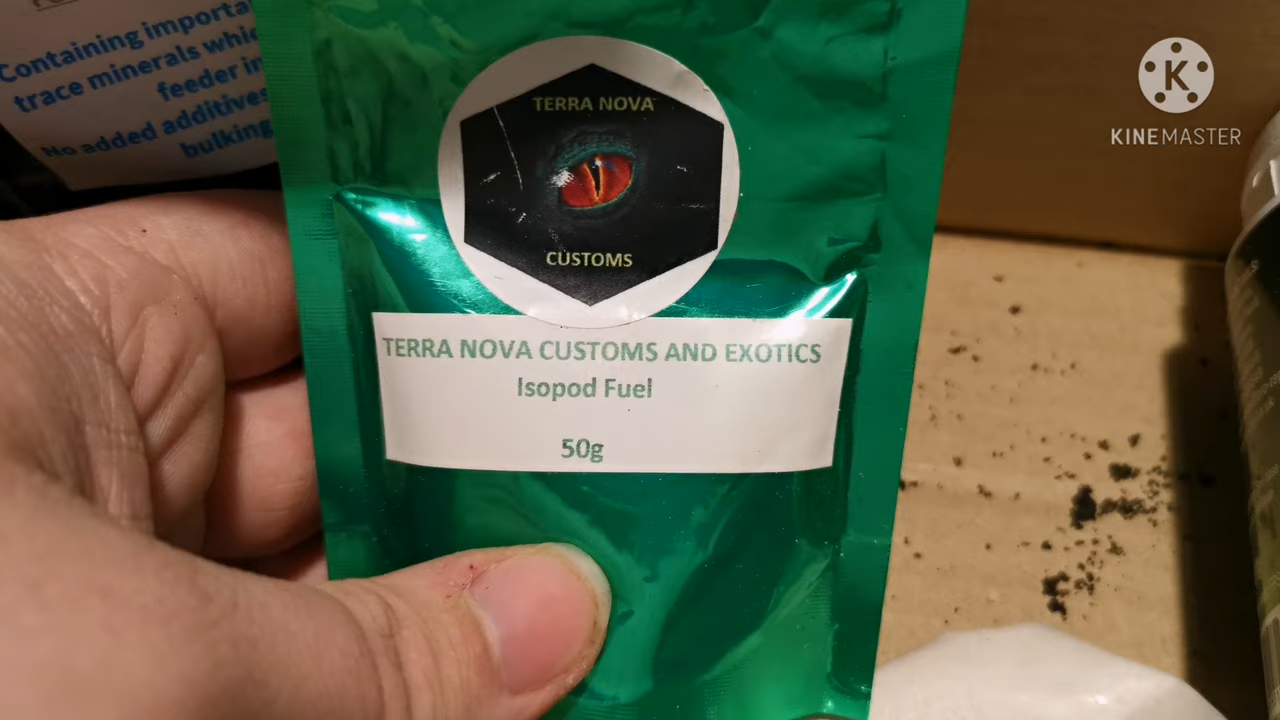 Containing importa
trace minerals whic
feeder in
No added additives
bulking
TERRA NOVA
CUSTOMS
TERRA NOVA CUSTOMS AND EXOTICS
Isopod Fuel
50g
K
KINEMASTER